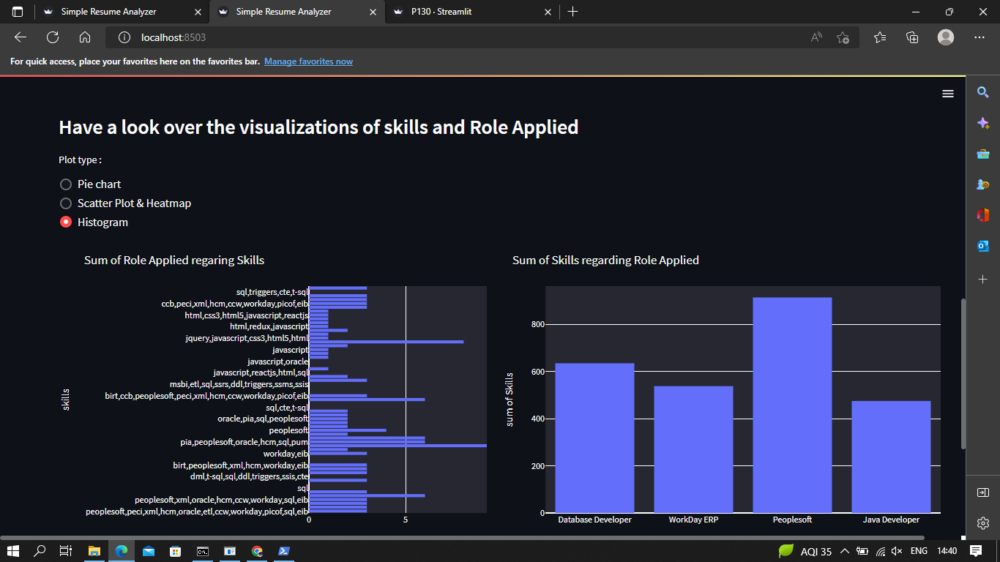 Simple Resume Analyzer
Simple Resume Analyzer
P130 · Streamlit
localhost:8503
For quick access, place your favorites here on the favorites bar. Manage favorites now
Have a look over the visualizations of skills and Role Applied
Plot type :
Pie chart
Scatter Plot & Heatmap
Histogram
Sum of Role Applied regaring Skills
skills
sql,triggers,cte,t-sql
ccb,peci,xml,hcm,ccw,workday,picof,eib
html,css3,html5,javascript,reactjs
html,redux,javascript
jquery,javascript,css3,html5,html
javascript
javascript,oracle
javascript,reactjs,html,sql
msbi,etl,sql,ssrs,ddl,triggers,ssms,ssis
birt,ccb,peoplesoft,peci,xml,hcm,ccw,workday,picof,eib
sql,cte,t-sql
oracle,pia,sql,peoplesoft
peoplesoft
pia,peoplesoft,oracle,hcm,sql,pum
workday,eib
birt,peoplesoft,xml,hcm,workday,eib
dml,t-sql,sql,ddl,triggers,ssis,cte
sql
peoplesoft,xml,oracle,hcm,ccw,workday,sql,eib
peoplesoft,peci,xml,hcm,oracle,etl,ccw,workday,picof,sql,eib
0 5
Sum of Skills regarding Role Applied
sum of Skills
800
600
400
200
0
Database Developer WorkDay ERP Peoplesoft Java Developer
AQI 35 ENG 14:40